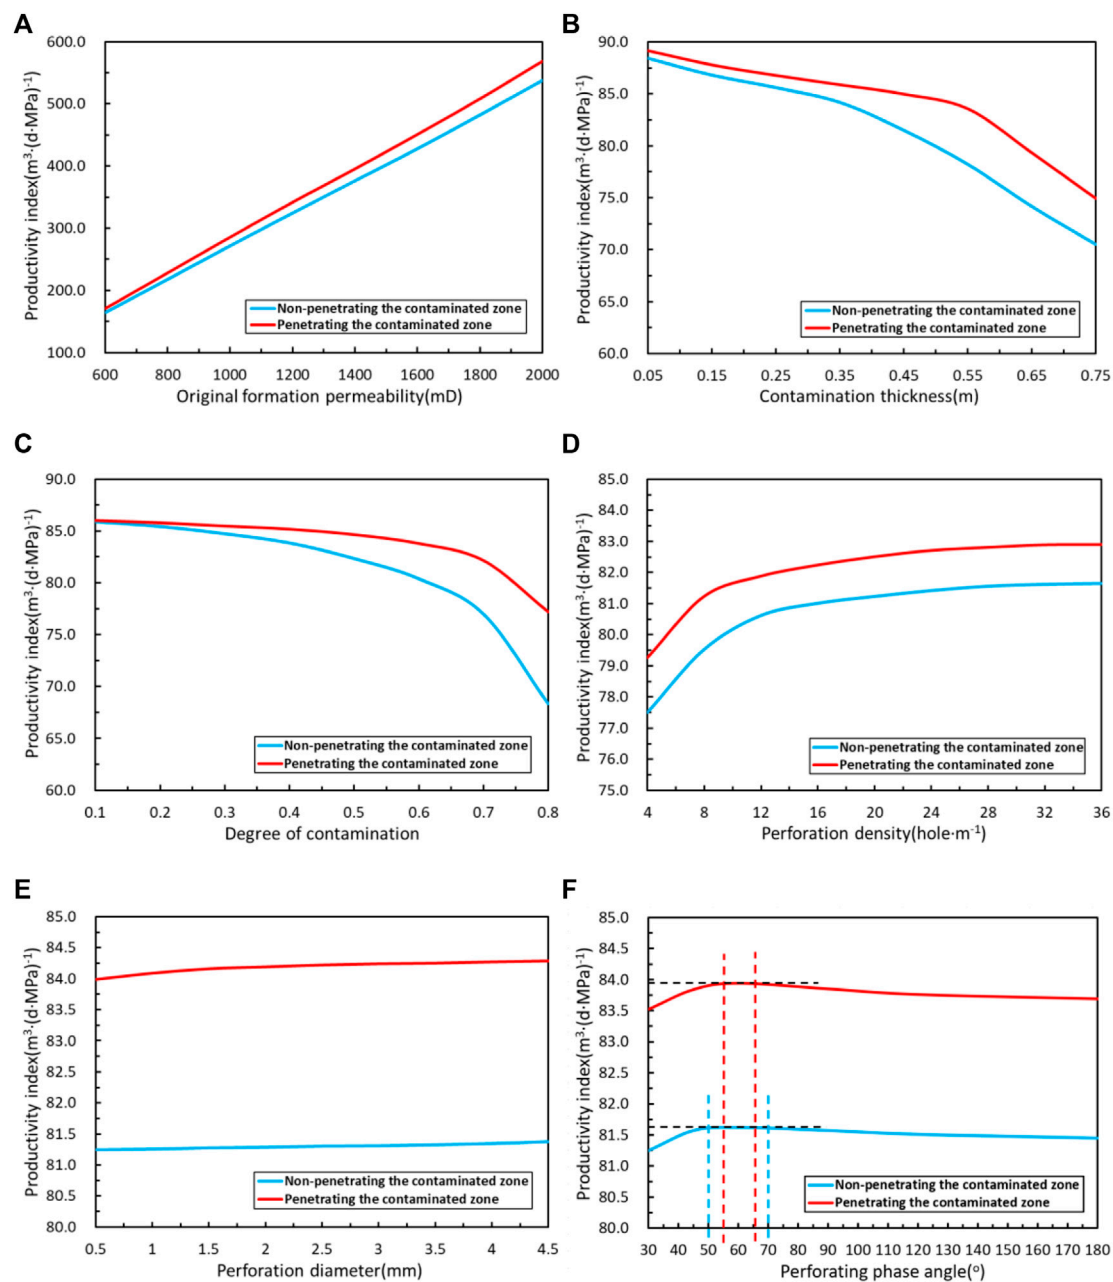 A
Productivity index(m³·(d·MPa)⁻¹)
600.0
500.0
400.0
300.0
200.0
100.0
Non-penetrating the contaminated zone
Penetrating the contaminated zone
600 800 1000 1200 1400 1600 1800 2000
Original formation permeability(mD)
B
Productivity index(m³·(d·MPa)⁻¹)
90.0
85.0
80.0
75.0
70.0
65.0
60.0
Non-penetrating the contaminated zone
Penetrating the contaminated zone
0.05 0.15 0.25 0.35 0.45 0.55 0.65 0.75
Contamination thickness(m)
C
Productivity index(m³·(d·MPa)⁻¹)
90.0
85.0
80.0
75.0
70.0
65.0
60.0
Non-penetrating the contaminated zone
Penetrating the contaminated zone
0.1 0.2 0.3 0.4 0.5 0.6 0.7 0.8
Degree of contamination
D
Productivity index(m³·(d·MPa)⁻¹)
85.0
84.0
83.0
82.0
81.0
80.0
79.0
78.0
77.0
76.0
75.0
Non-penetrating the contaminated zone
Penetrating the contaminated zone
4 8 12 16 20 24 28 32 36
Perforation density(hole·m⁻¹)
E
Productivity index(m³·(d·MPa)⁻¹)
85.0
84.5
84.0
83.5
83.0
82.5
82.0
81.5
81.0
80.5
80.0
Non-penetrating the contaminated zone
Penetrating the contaminated zone
0.5 1 1.5 2 2.5 3 3.5 4 4.5
Perforation diameter(mm)
F
Productivity index(m³·(d·MPa)⁻¹)
85.0
84.5
84.0
83.5
83.0
82.5
82.0
81.5
81.0
80.5
80.0
Non-penetrating the contaminated zone
Penetrating the contaminated zone
30 40 50 60 70 80 90 100 110 120 130 140 150 160 170 180
Perforating phase angle(°)